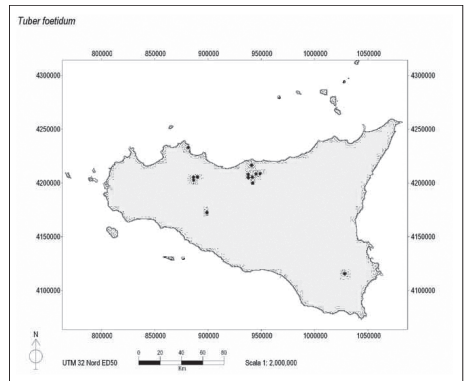 Tuber foetidum
800000 850000 900000 950000 1000000 1050000
4300000 4300000
4250000 4250000
4200000 4200000
4150000 4150000
4100000 4100000
800000 850000 900000 950000 1000000 1050000
N
UTM 32 Nord ED50
0 20 40 60 80
Km
Scala 1: 2,000,000